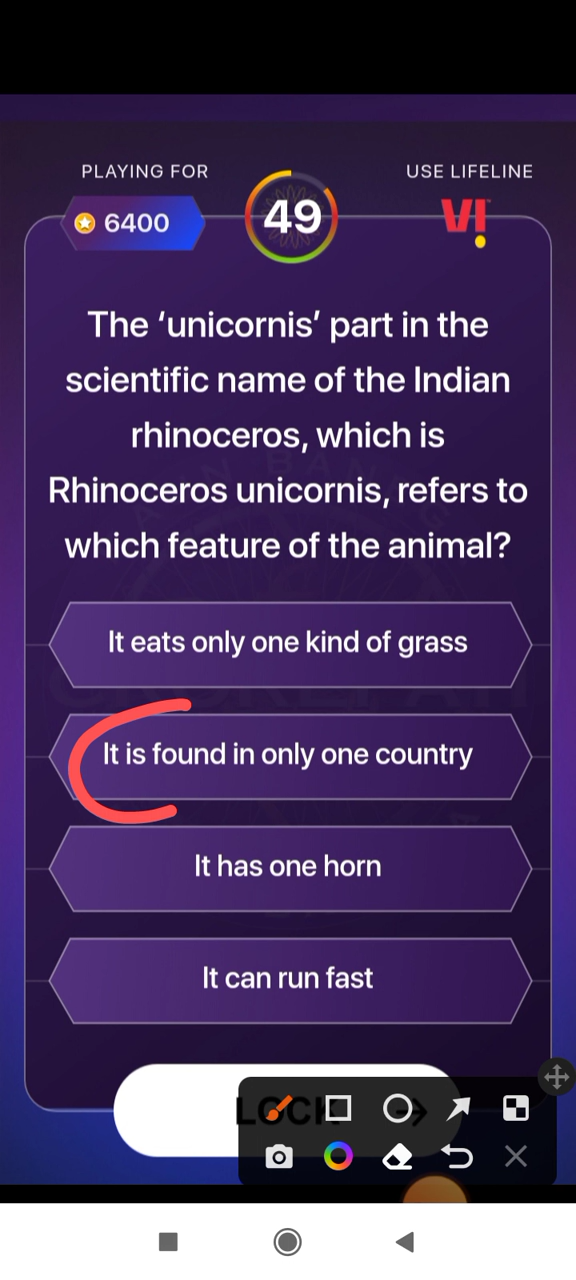 PLAYING FOR
USE LIFELINE
6400
49
VI
The ‘unicornis’ part in the
scientific name of the Indian
rhinoceros, which is
Rhinoceros unicornis, refers to
which feature of the animal?
It eats only one kind of grass
It is found in only one country
It has one horn
It can run fast
LOCK